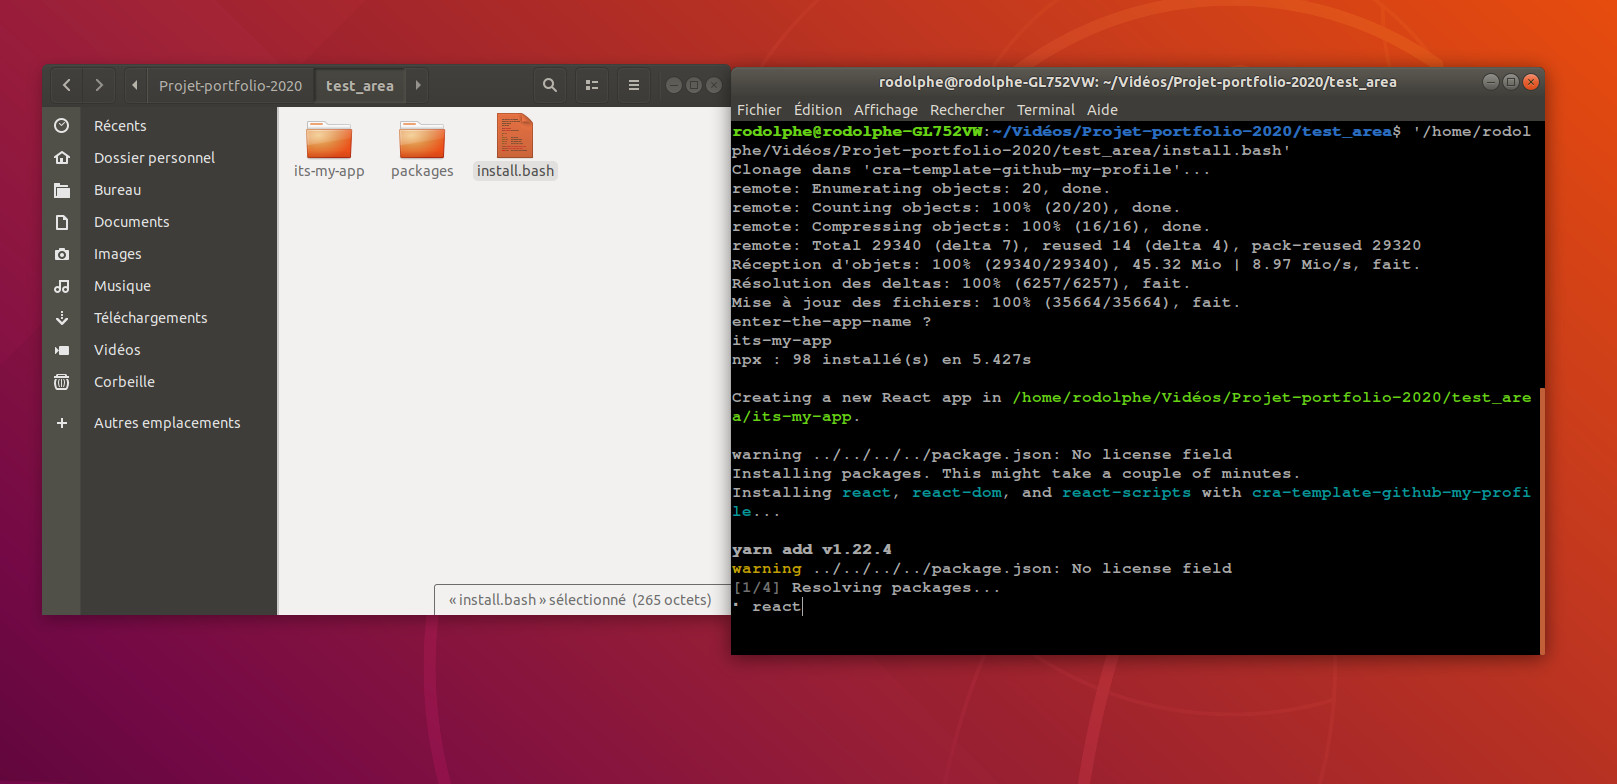 Projet-portfolio-2020
test_area
Récents
Dossier personnel
Bureau
Documents
Images
Musique
Téléchargements
Vidéos
Corbeille
Autres emplacements
its-my-app
packages
install.bash
« install.bash » sélectionné (265 octets)
rodolphe@rodolphe-GL752VW: ~/Vidéos/Projet-portfolio-2020/test_area
Fichier Édition Affichage Rechercher Terminal Aide
rodolphe@rodolphe-GL752VW:~/Vidéos/Projet-portfolio-2020/test_area$ '/home/rodol
phe/Vidéos/Projet-portfolio-2020/test_area/install.bash'
Clonage dans 'cra-template-github-my-profile'...
remote: Enumerating objects: 20, done.
remote: Counting objects: 100% (20/20), done.
remote: Compressing objects: 100% (16/16), done.
remote: Total 29340 (delta 7), reused 14 (delta 4), pack-reused 29320
Réception d'objets: 100% (29340/29340), 45.32 Mio | 8.97 Mio/s, fait.
Résolution des deltas: 100% (6257/6257), fait.
Mise à jour des fichiers: 100% (35664/35664), fait.
enter-the-app-name ?
its-my-app
npx : 98 installé(s) en 5.427s
Creating a new React app in /home/rodolphe/Vidéos/Projet-portfolio-2020/test_are
a/its-my-app.
warning ../../../../package.json: No license field
Installing packages. This might take a couple of minutes.
Installing react, react-dom, and react-scripts with cra-template-github-my-profi
le...
yarn add v1.22.4
warning ../../../../package.json: No license field
[1/4] Resolving packages...
⠁ react